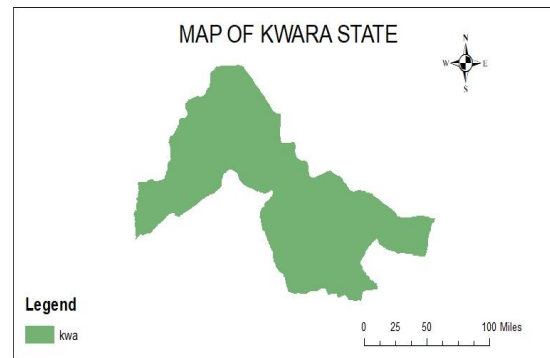 MAP OF KWARA STATE
N
W E
S
Legend
kwa
0 25 50 100 Miles